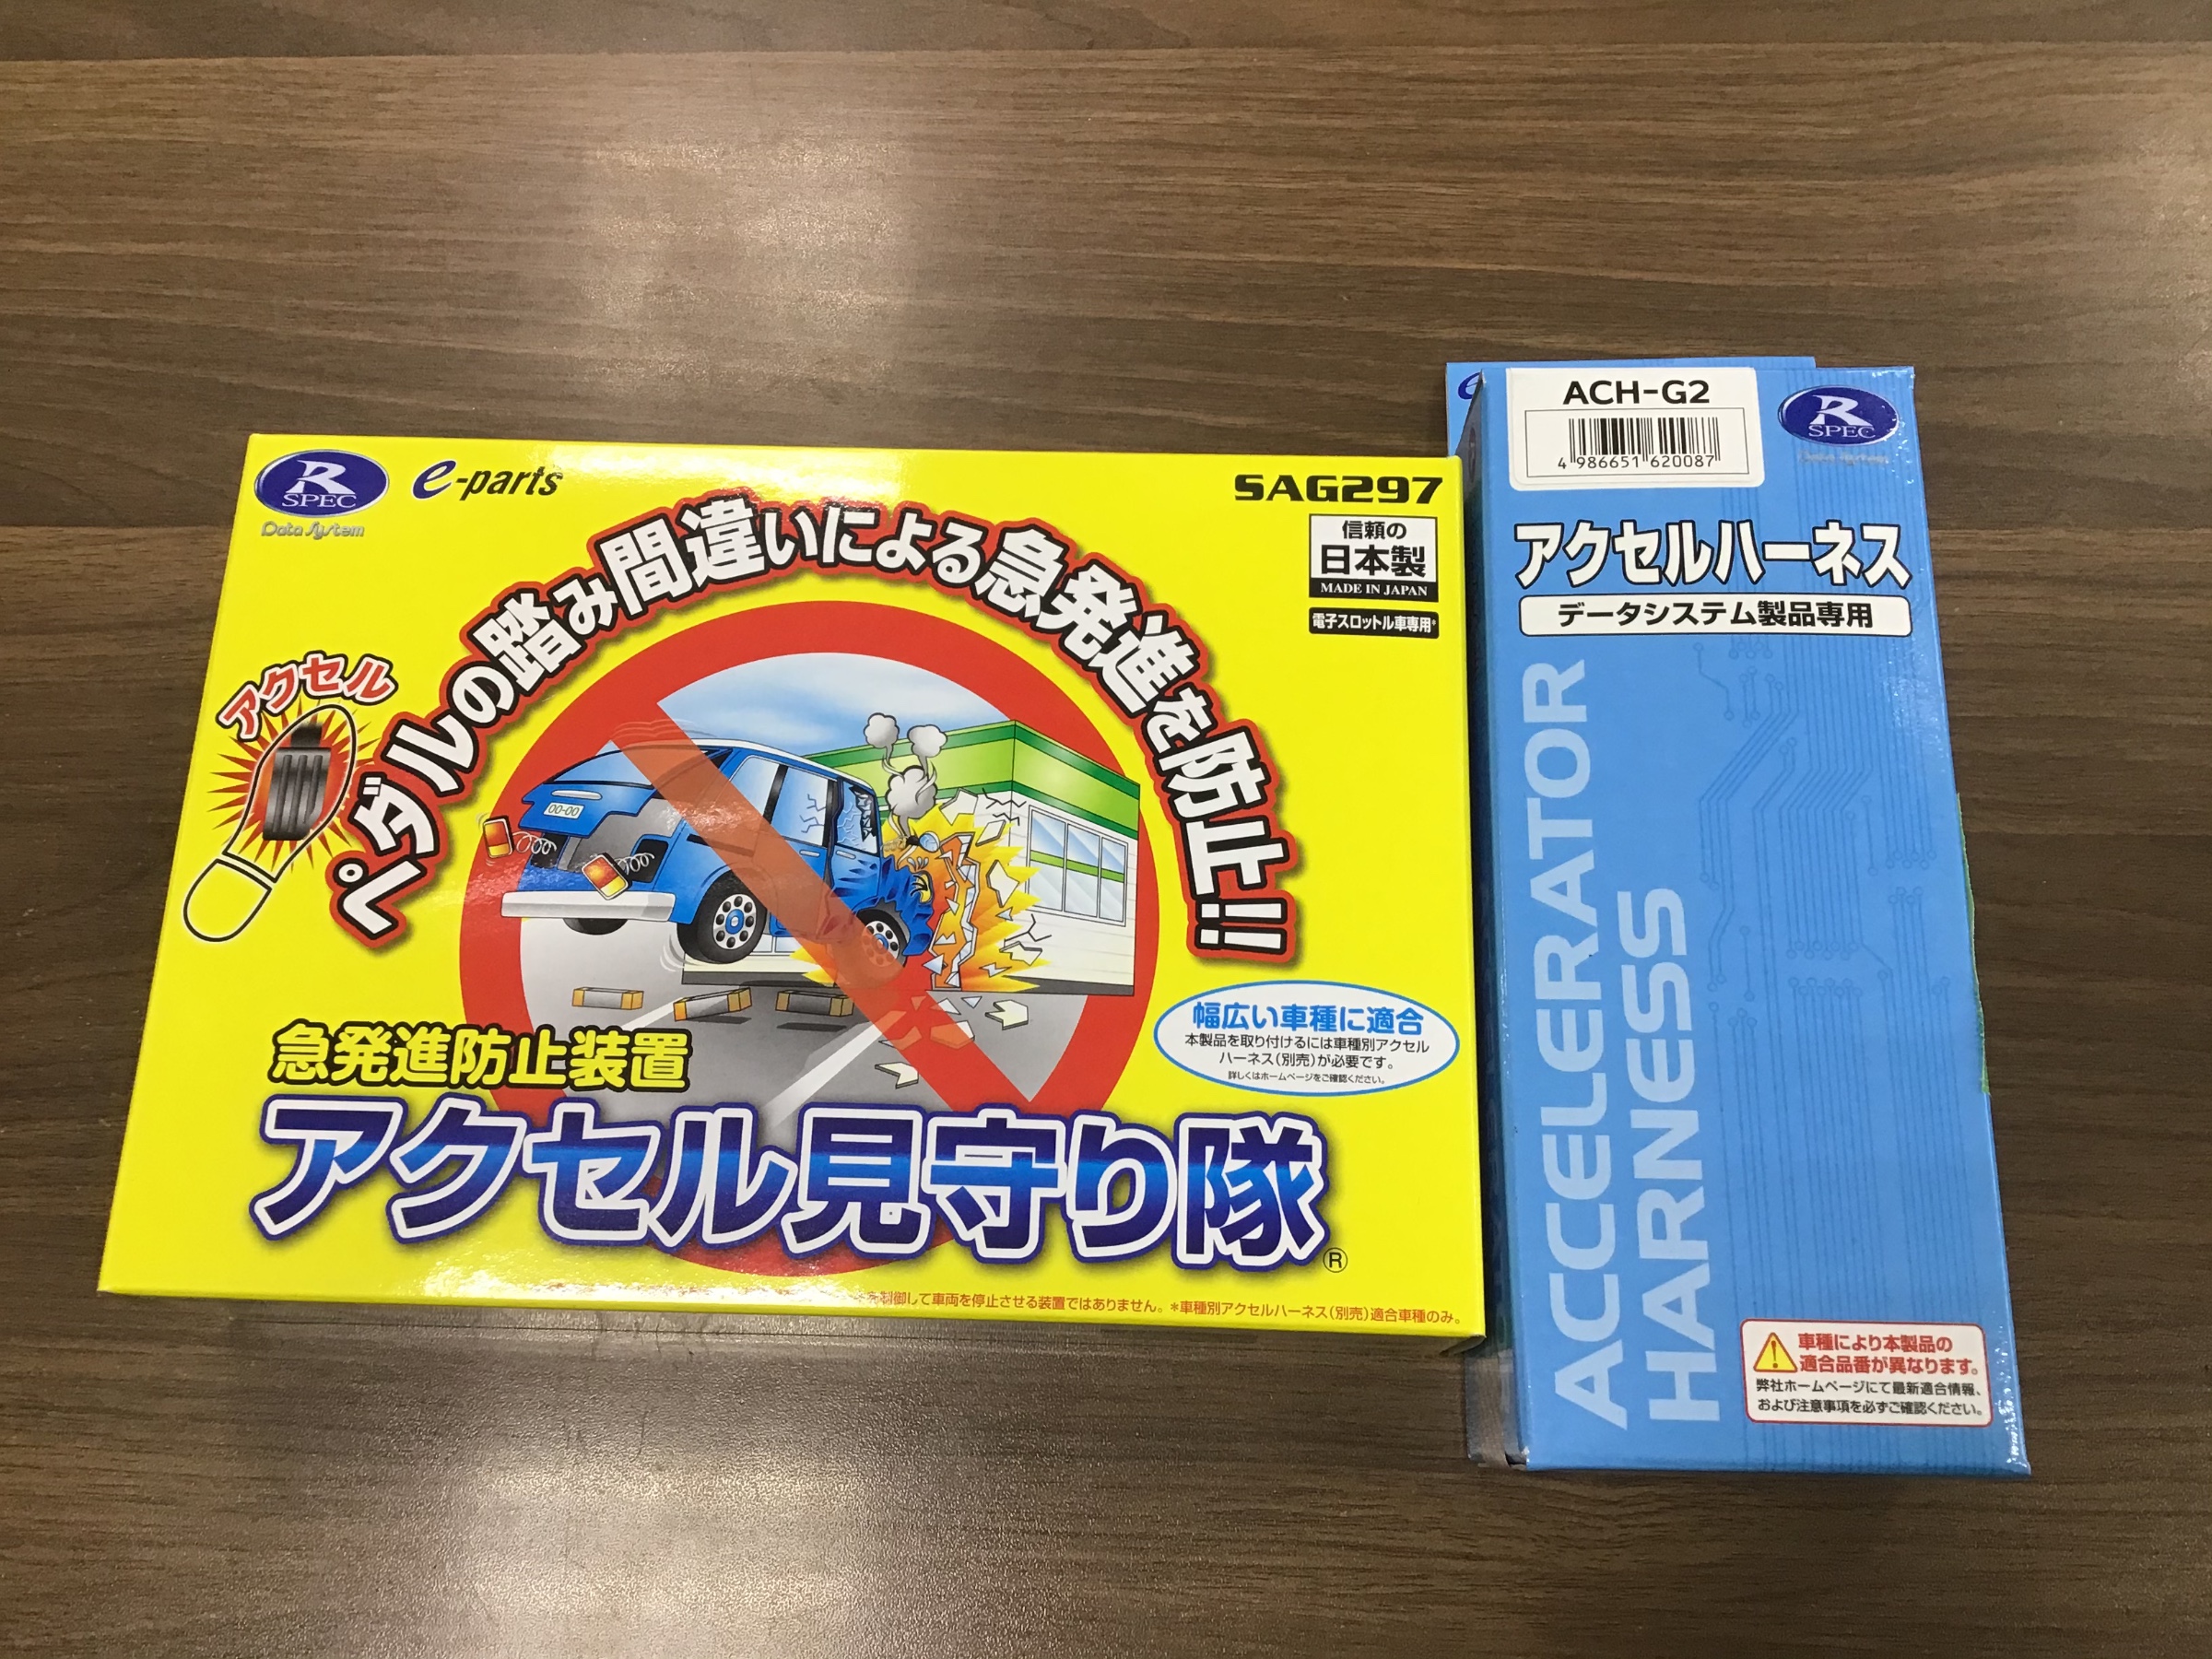 R SPEC
Data System
e-parts
SAG297
信頼の
日本製
MADE IN JAPAN
電子スロットル車専用*
ペダルの踏み間違いによる急発進を防止!!
アクセル
00-00
幅広い車種に適合
本製品を取り付けるには車種別アクセル
ハーネス(別売)が必要です。
詳しくはホームページをご確認ください。
急発進防止装置
アクセル見守り隊®
を制御して車両を停止させる装置ではありません。*車種別アクセルハーネス(別売)適合車種のみ。
ACH-G2
4 986651 620087
R SPEC
Data System
アクセルハーネス
データシステム製品専用
ACCELERATOR
HARNESS
車種により本製品の
適合品番が異なります。
弊社ホームページにて最新適合情報、
および注意事項を必ずご確認ください。